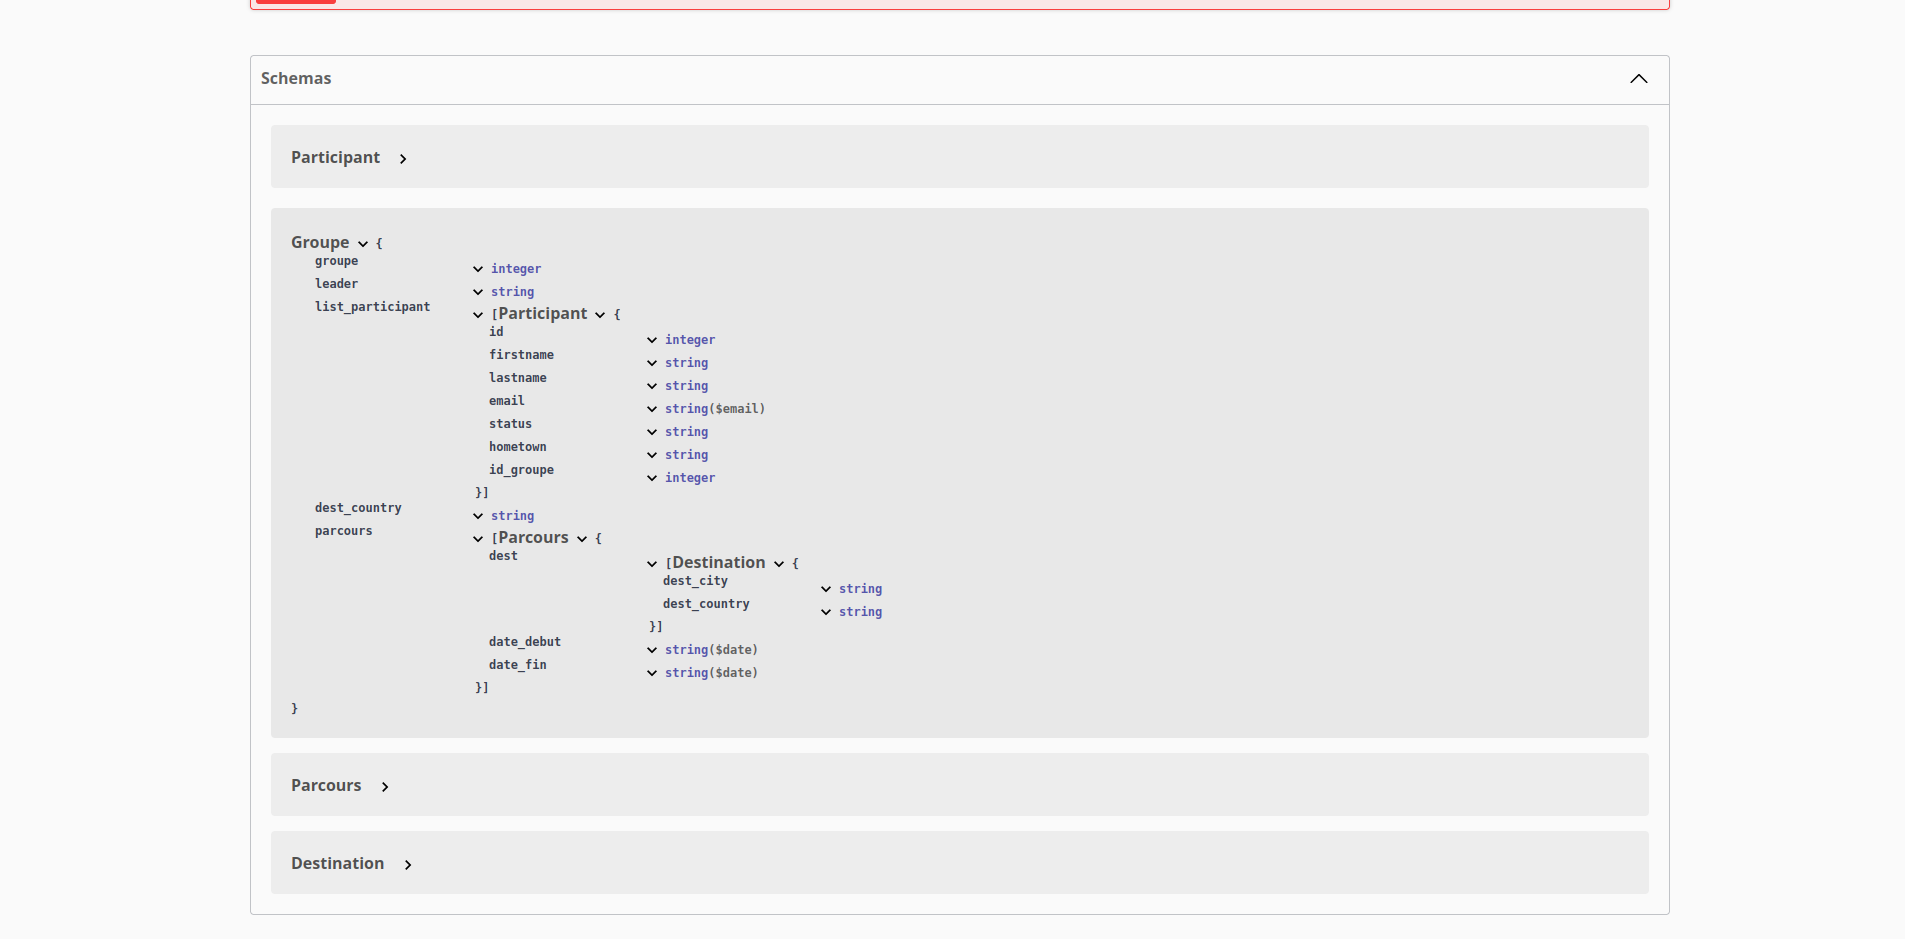 Schemas
Participant
Groupe {
groupe integer
leader string
list_participant [Participant {
id integer
firstname string
lastname string
email string($email)
status string
hometown string
id_groupe integer
}]
dest_country string
parcours [Parcours {
dest [Destination {
dest_city string
dest_country string
}]
date_debut string($date)
date_fin string($date)
}]
}
Parcours
Destination